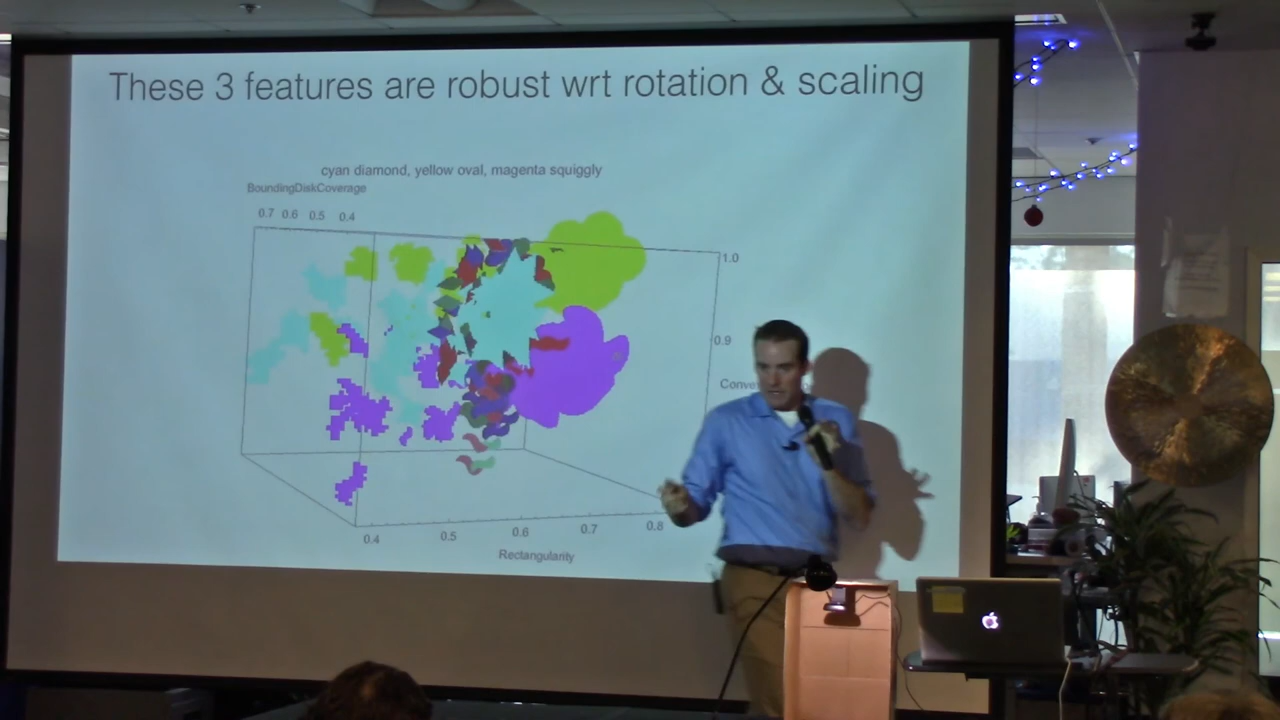 These 3 features are robust wrt rotation & scaling
cyan diamond, yellow oval, magenta squiggly
BoundingDiskCoverage
0.7 0.6 0.5 0.4
1.0
0.9
0.4 0.5 0.6 0.7 0.8
Rectangularity